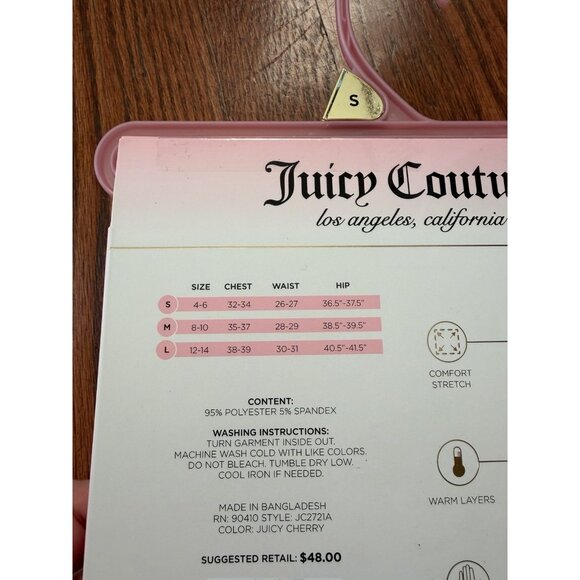 S
Juicy Coutu
los angeles, california
SIZE CHEST WAIST HIP
S 4-6 32-34 26-27 36.5"-37.5"
M 8-10 35-37 28-29 38.5"-39.5"
L 12-14 38-39 30-31 40.5"-41.5"
COMFORT
STRETCH
CONTENT:
95% POLYESTER 5% SPANDEX
WASHING INSTRUCTIONS:
TURN GARMENT INSIDE OUT.
MACHINE WASH COLD WITH LIKE COLORS.
DO NOT BLEACH. TUMBLE DRY LOW.
COOL IRON IF NEEDED.
WARM LAYERS
MADE IN BANGLADESH
RN: 90410 STYLE: JC2721A
COLOR: JUICY CHERRY
SUGGESTED RETAIL: $48.00